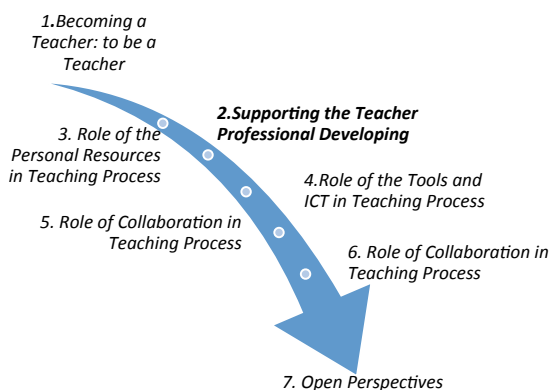 1.Becoming a
Teacher: to be a
Teacher
2.Supporting the Teacher
Professional Developing
3. Role of the
Personal Resources
in Teaching Process
4.Role of the Tools and
ICT in Teaching Process
5. Role of Collaboration in
Teaching Process
6. Role of Collaboration in
Teaching Process
7. Open Perspectives